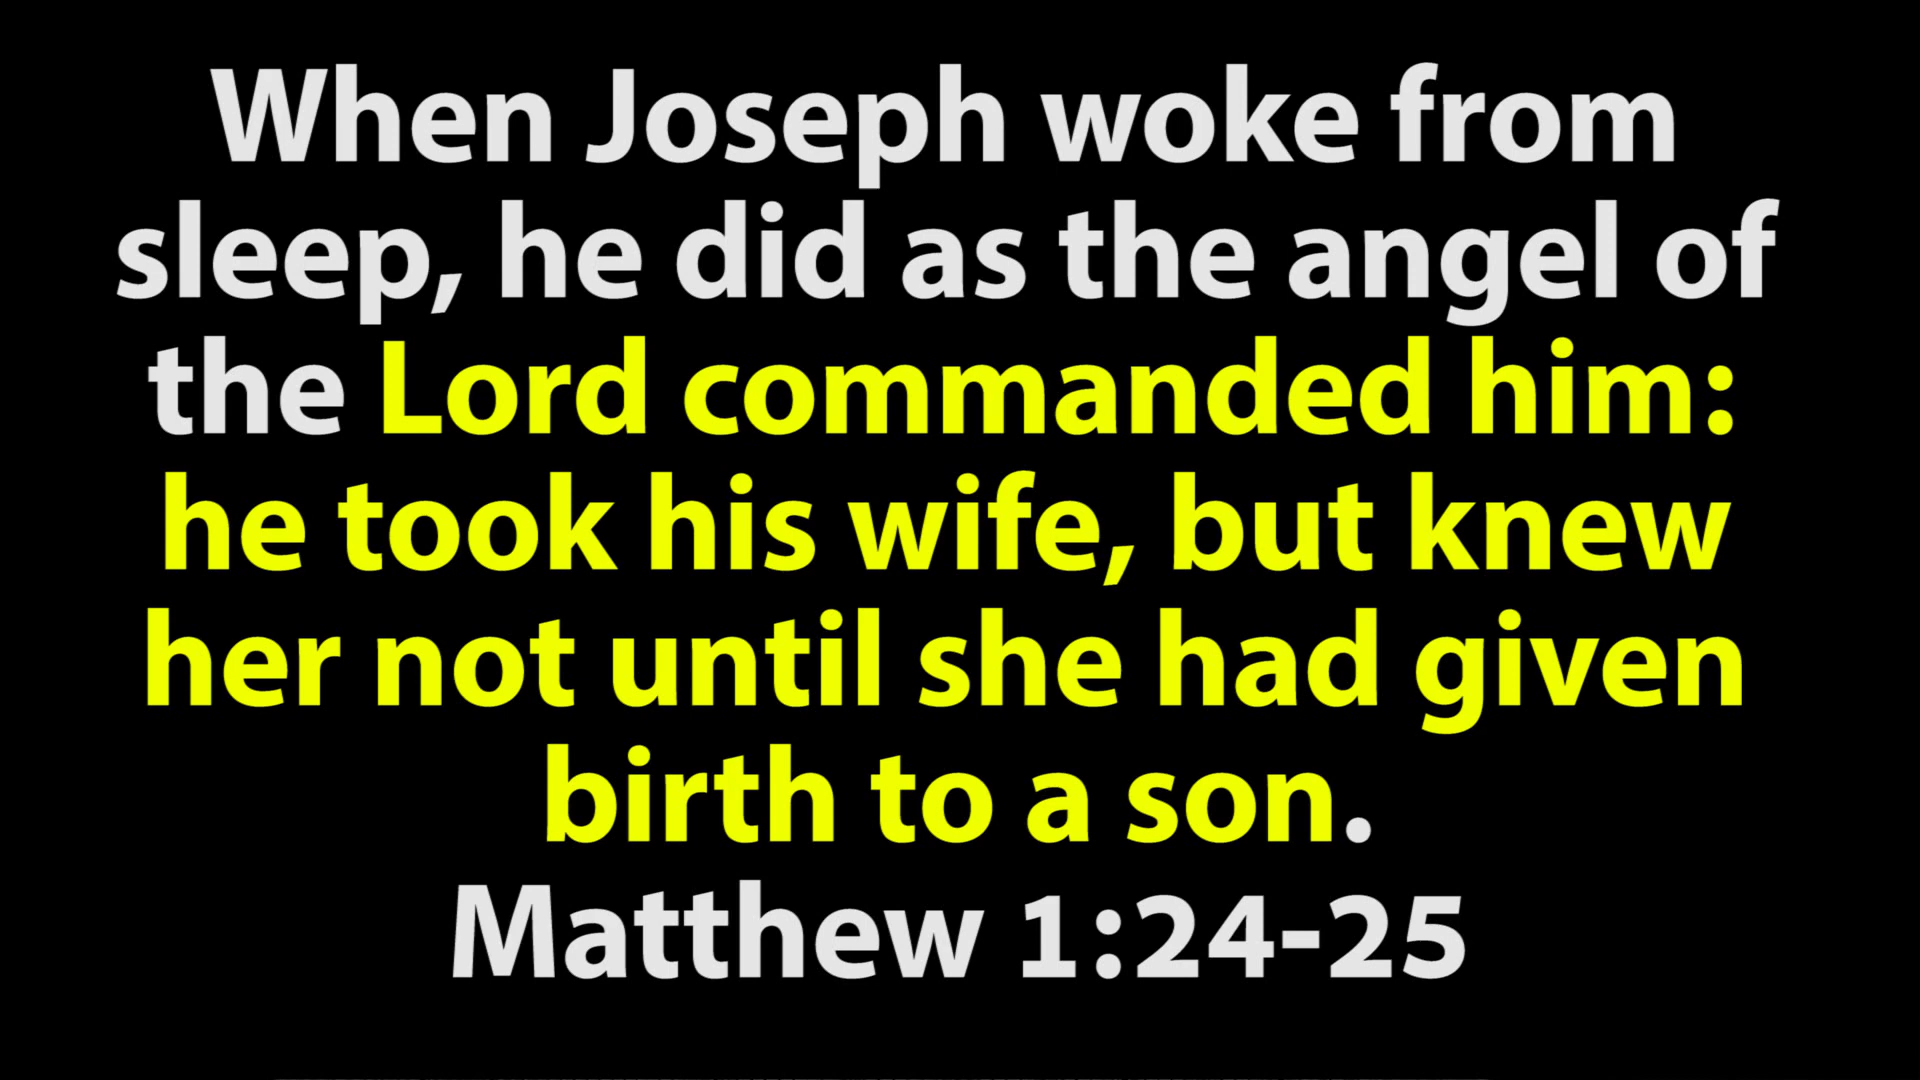 When Joseph woke from
sleep, he did as the angel of
the Lord commanded him:
he took his wife, but knew
her not until she had given
birth to a son.
Matthew 1:24-25